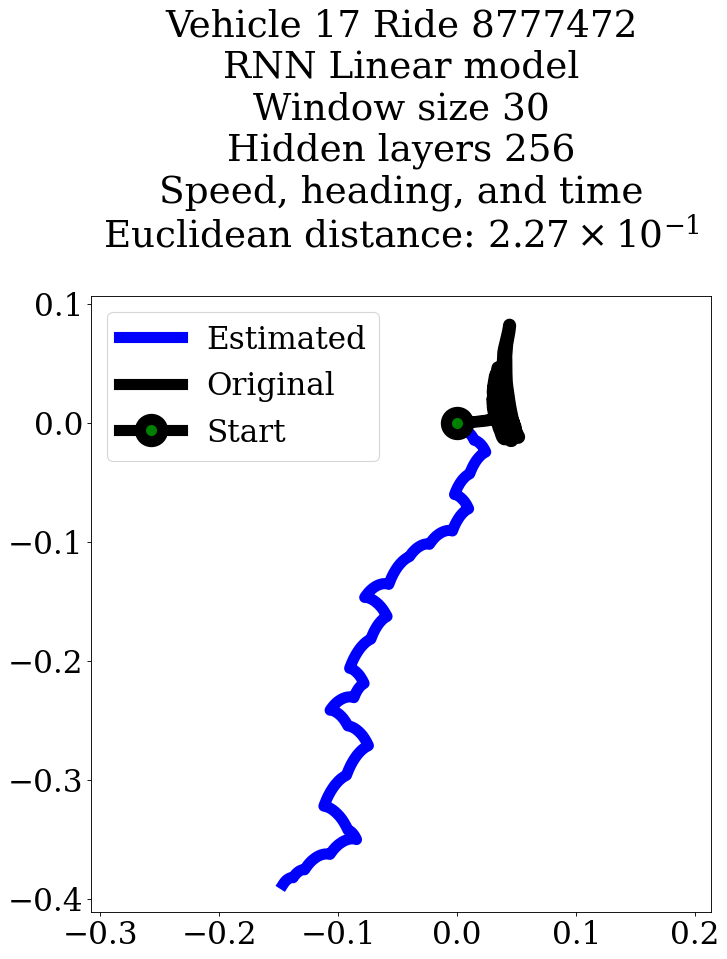 Vehicle 17 Ride 8777472
RNN Linear model
Window size 30
Hidden layers 256
Speed, heading, and time
Euclidean distance: 2.27 × 10⁻¹
Estimated
Original
Start
0.1
0.0
−0.1
−0.2
−0.3
−0.4
−0.3 −0.2 −0.1 0.0 0.1 0.2